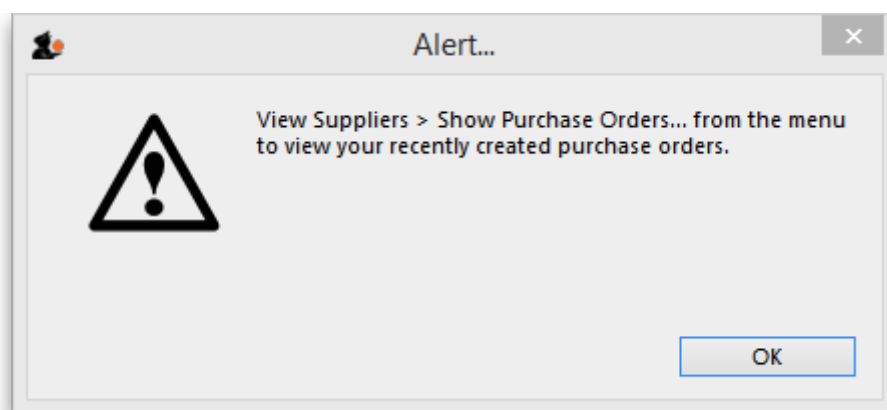 Alert...
View Suppliers > Show Purchase Orders... from the menu
to view your recently created purchase orders.
OK